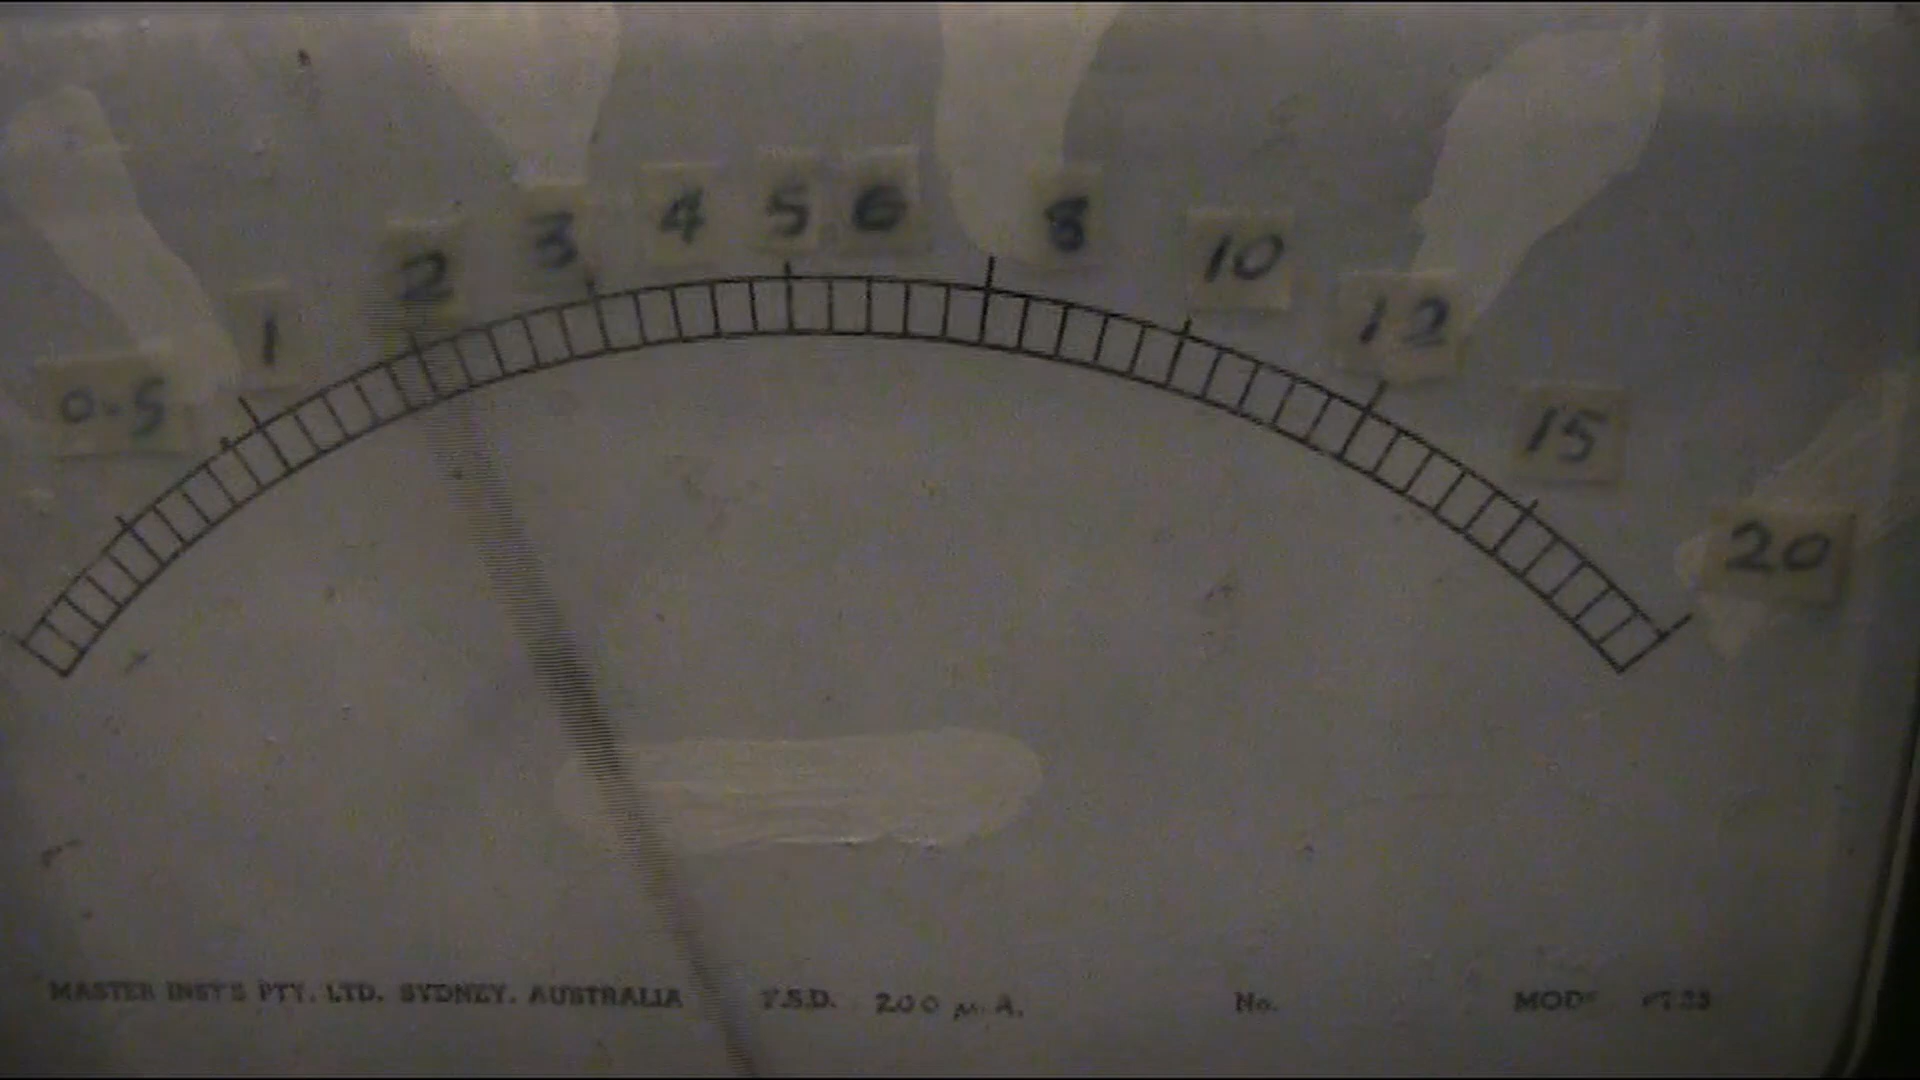 0-5 1 2 3 4 5 6 8 10 12 15 20
MASTER INST'S PTY. LTD. SYDNEY. AUSTRALIA F.S.D. 200 μ A. No. MOD